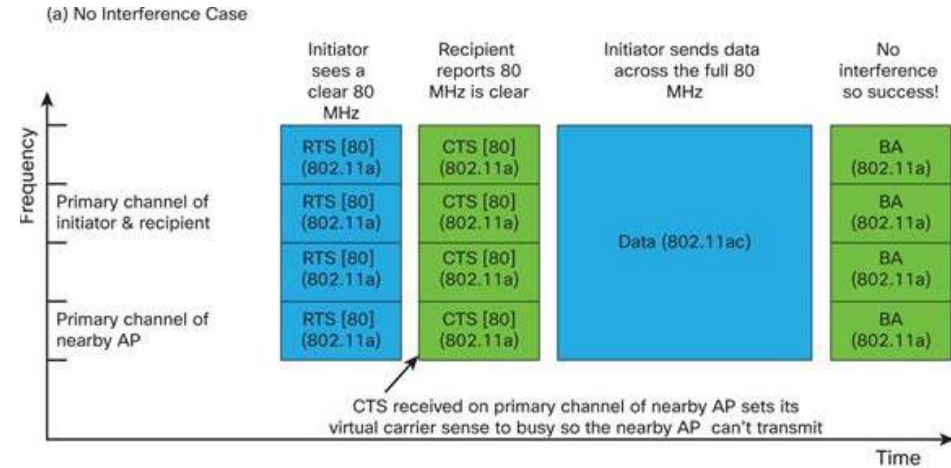 (a) No Interference Case
Initiator
sees a
clear 80
MHz
Recipient
reports 80
MHz is clear
Initiator sends data
across the full 80
MHz
No
interference
so success!
Frequency
Primary channel of
initiator & recipient
Primary channel of
nearby AP
RTS [80]
(802.11a)
RTS [80]
(802.11a)
RTS [80]
(802.11a)
RTS [80]
(802.11a)
CTS [80]
(802.11a)
CTS [80]
(802.11a)
CTS [80]
(802.11a)
CTS [80]
(802.11a)
Data (802.11ac)
BA
(802.11a)
BA
(802.11a)
BA
(802.11a)
BA
(802.11a)
CTS received on primary channel of nearby AP sets its
virtual carrier sense to busy so the nearby AP can't transmit
Time